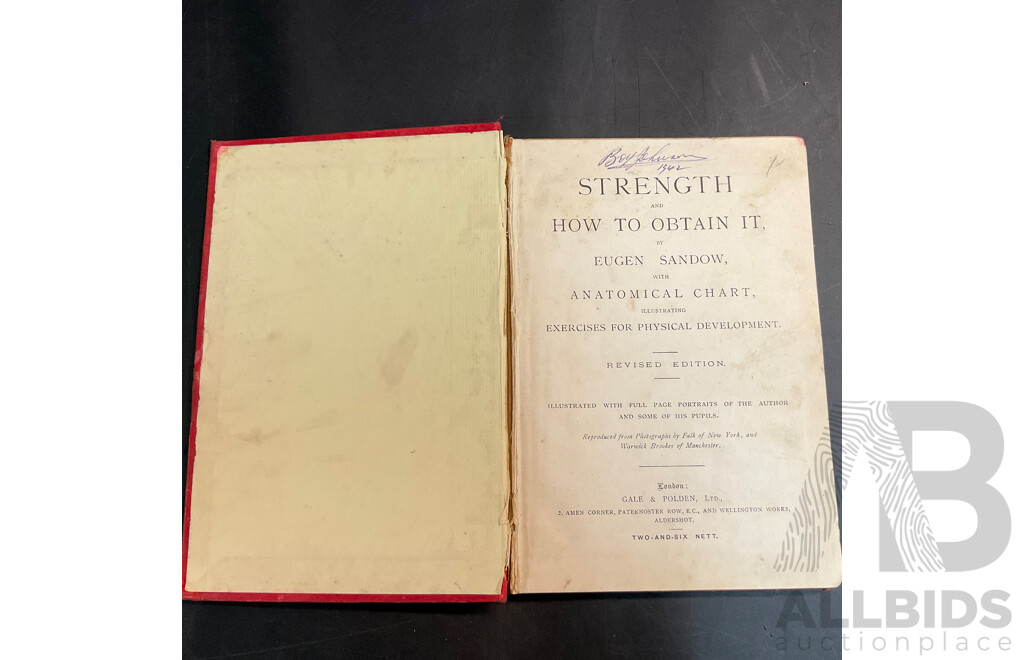 1942
STRENGTH
AND
HOW TO OBTAIN IT,
BY
EUGEN SANDOW,
WITH
ANATOMICAL CHART,
ILLUSTRATING
EXERCISES FOR PHYSICAL DEVELOPMENT.
REVISED EDITION.
ILLUSTRATED WITH FULL PAGE PORTRAITS OF THE AUTHOR
AND SOME OF HIS PUPILS.
Reproduced from Photographs by Falk of New York, and
Warwick Brookes of Manchester.
London:
GALE & POLDEN, LTD.,
2, AMEN CORNER, PATERNOSTER ROW, E.C., AND WELLINGTON WORKS,
ALDERSHOT.
TWO-AND-SIX NETT.
AB
ALLBIDS
auctionplace